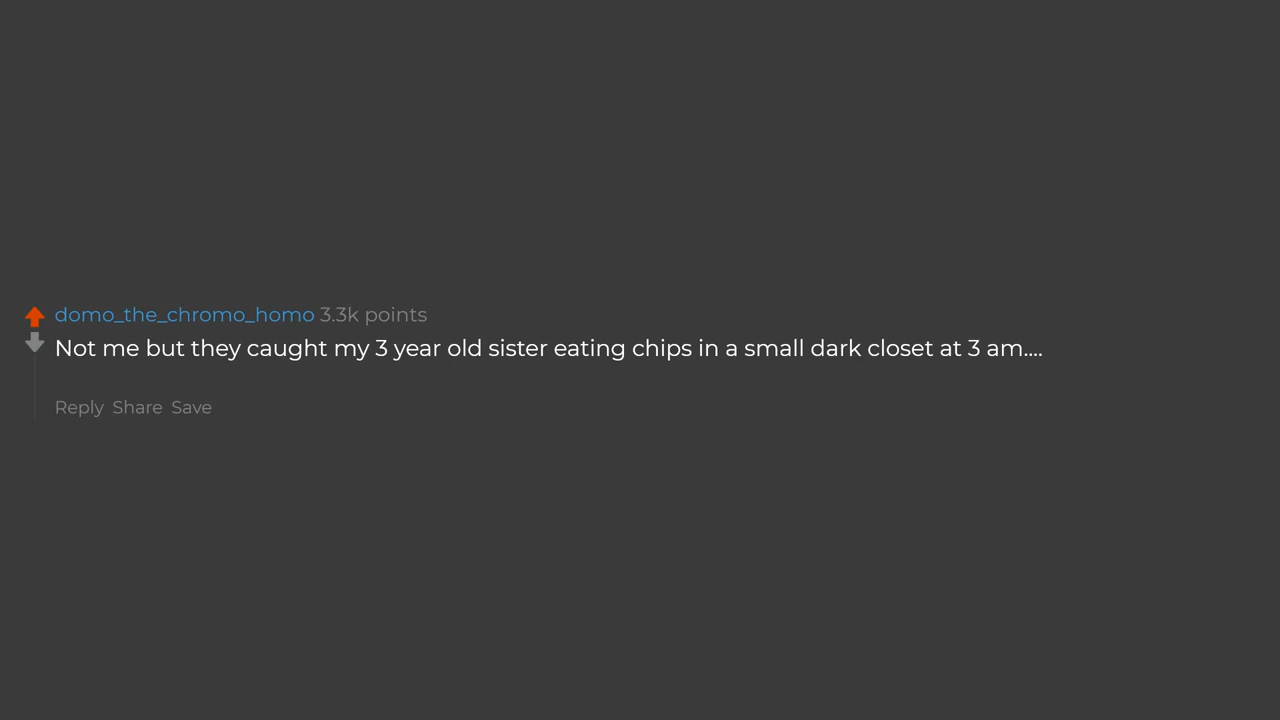 domo_the_chromo_homo 3.3k points
Not me but they caught my 3 year old sister eating chips in a small dark closet at 3 am....
Reply Share Save